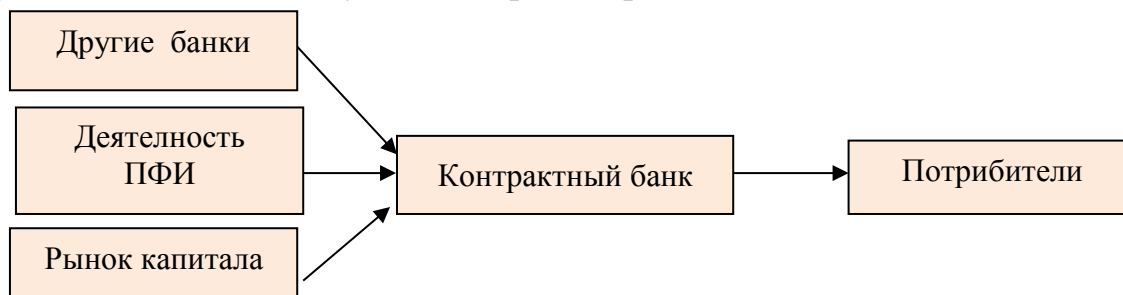 Другие банки
Деятелность
ПФИ
Рынок капитала
Контрактный банк
Потрибители